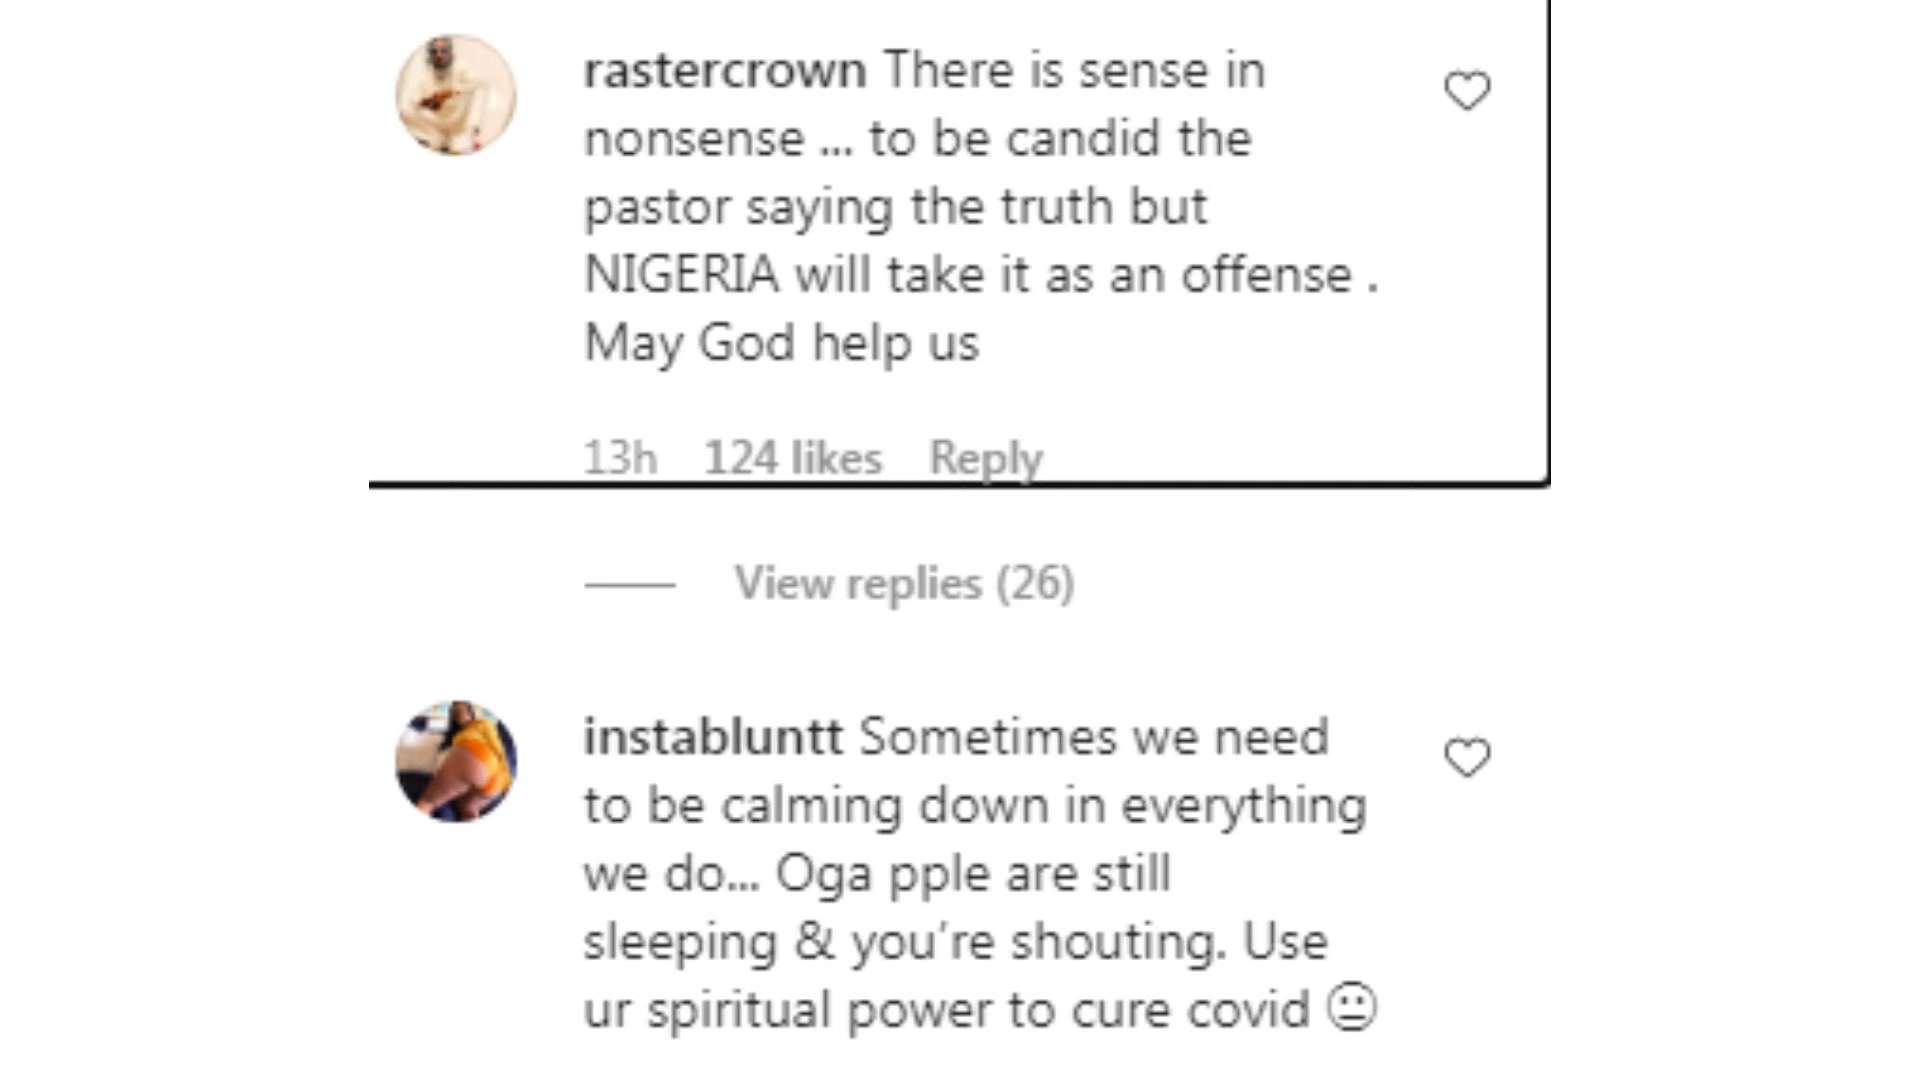 rastercrown There is sense in
nonsense ... to be candid the
pastor saying the truth but
NIGERIA will take it as an offense .
May God help us
13h 124 likes Reply
View replies (26)
instabluntt Sometimes we need
to be calming down in everything
we do... Oga pple are still
sleeping & you’re shouting. Use
ur spiritual power to cure covid 😐